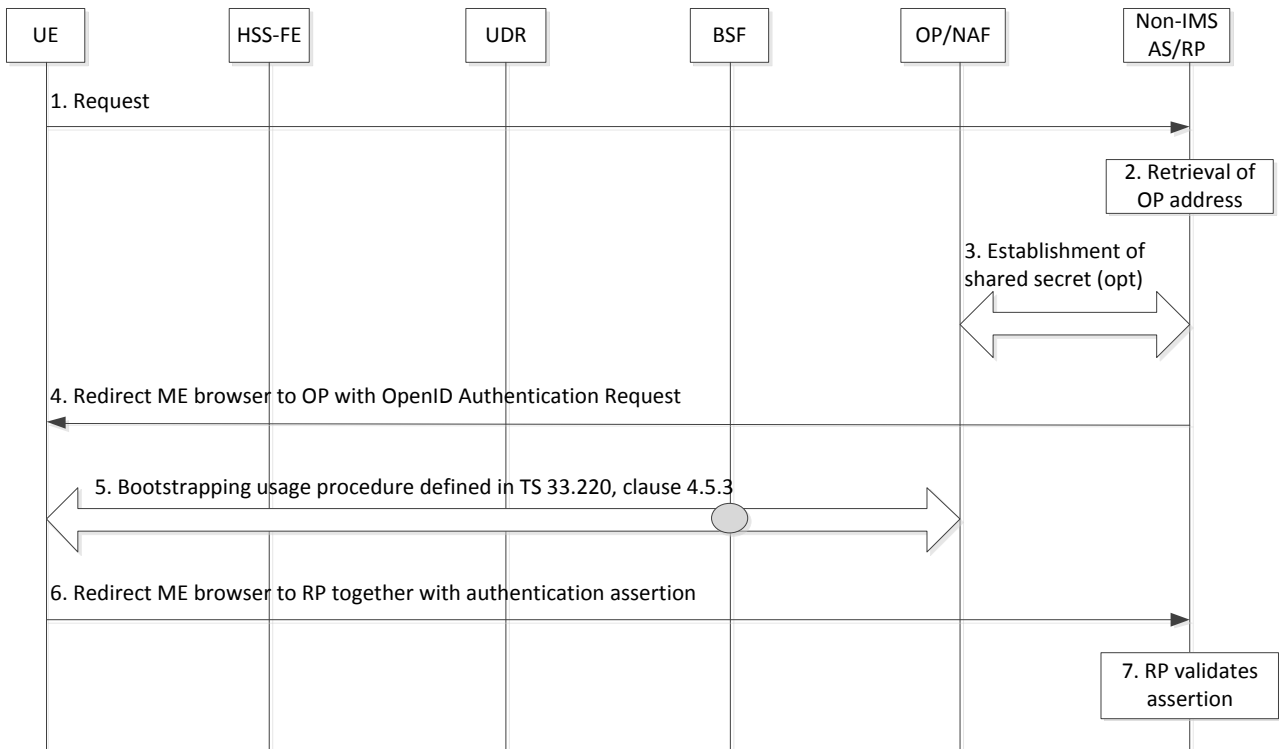 UE
HSS-FE
UDR
BSF
OP/NAF
Non-IMS
AS/RP
1. Request
2. Retrieval of
OP address
3. Establishment of
shared secret (opt)
4. Redirect ME browser to OP with OpenID Authentication Request
5. Bootstrapping usage procedure defined in TS 33.220, clause 4.5.3
6. Redirect ME browser to RP together with authentication assertion
7. RP validates
assertion